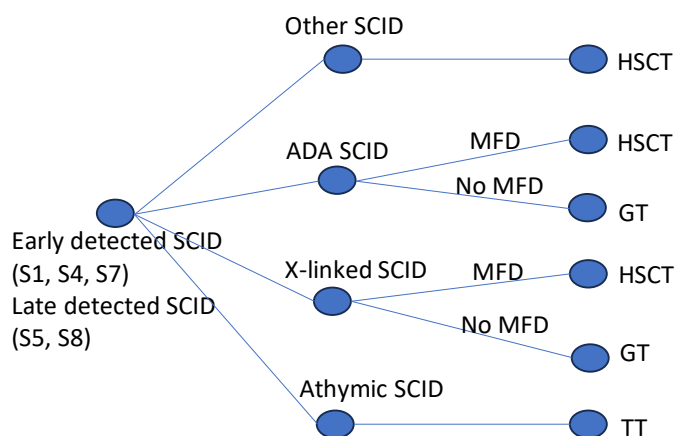 Other SCID
HSCT
MFD
HSCT
ADA SCID
No MFD
GT
Early detected SCID
(S1, S4, S7)
Late detected SCID
(S5, S8)
X-linked SCID
MFD
HSCT
No MFD
GT
Athymic SCID
TT